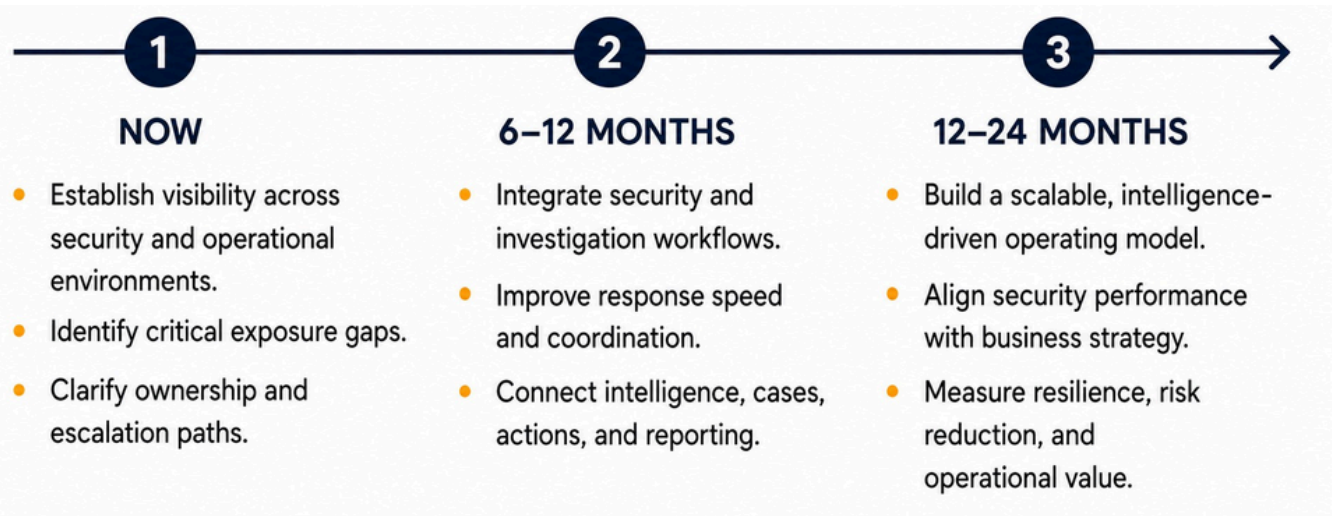 1
NOW
• Establish visibility across
security and operational
environments.
• Identify critical exposure gaps.
• Clarify ownership and
escalation paths.
2
6–12 MONTHS
• Integrate security and
investigation workflows.
• Improve response speed
and coordination.
• Connect intelligence, cases,
actions, and reporting.
3
12–24 MONTHS
• Build a scalable, intelligence-
driven operating model.
• Align security performance
with business strategy.
• Measure resilience, risk
reduction, and
operational value.